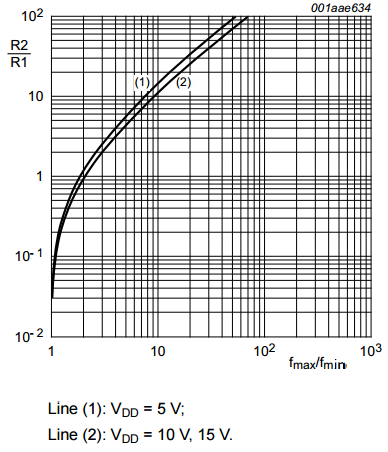 001aae634
R2
R1
10²
10
1
10⁻¹
10⁻²
(1)
(2)
1
10
10²
10³
fmax/fmin
Line (1): VDD = 5 V;
Line (2): VDD = 10 V, 15 V.